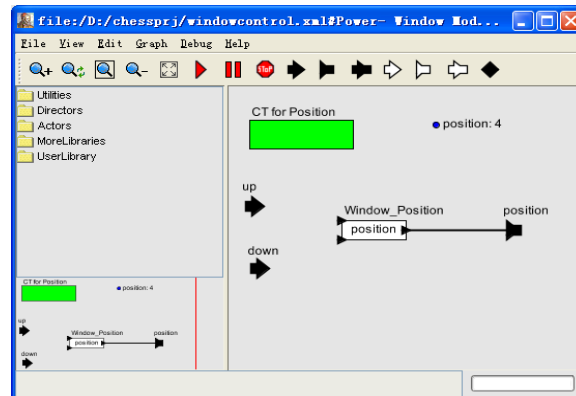 file:/D:/chessprj/windowcontrol.xml#Power- Window Mod...
File View Edit Graph Debug Help
STOP
Utilities
Directors
Actors
MoreLibraries
UserLibrary
CT for Position
position: 4
up
Window_Position
position
position
down
CT for Position
position: 4
up
Window_Position
position
position
down